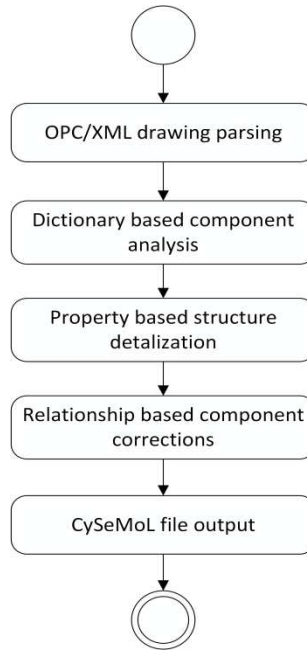 OPC/XML drawing parsing
Dictionary based component
analysis
Property based structure
detalization
Relationship based component
corrections
CySeMoL file output